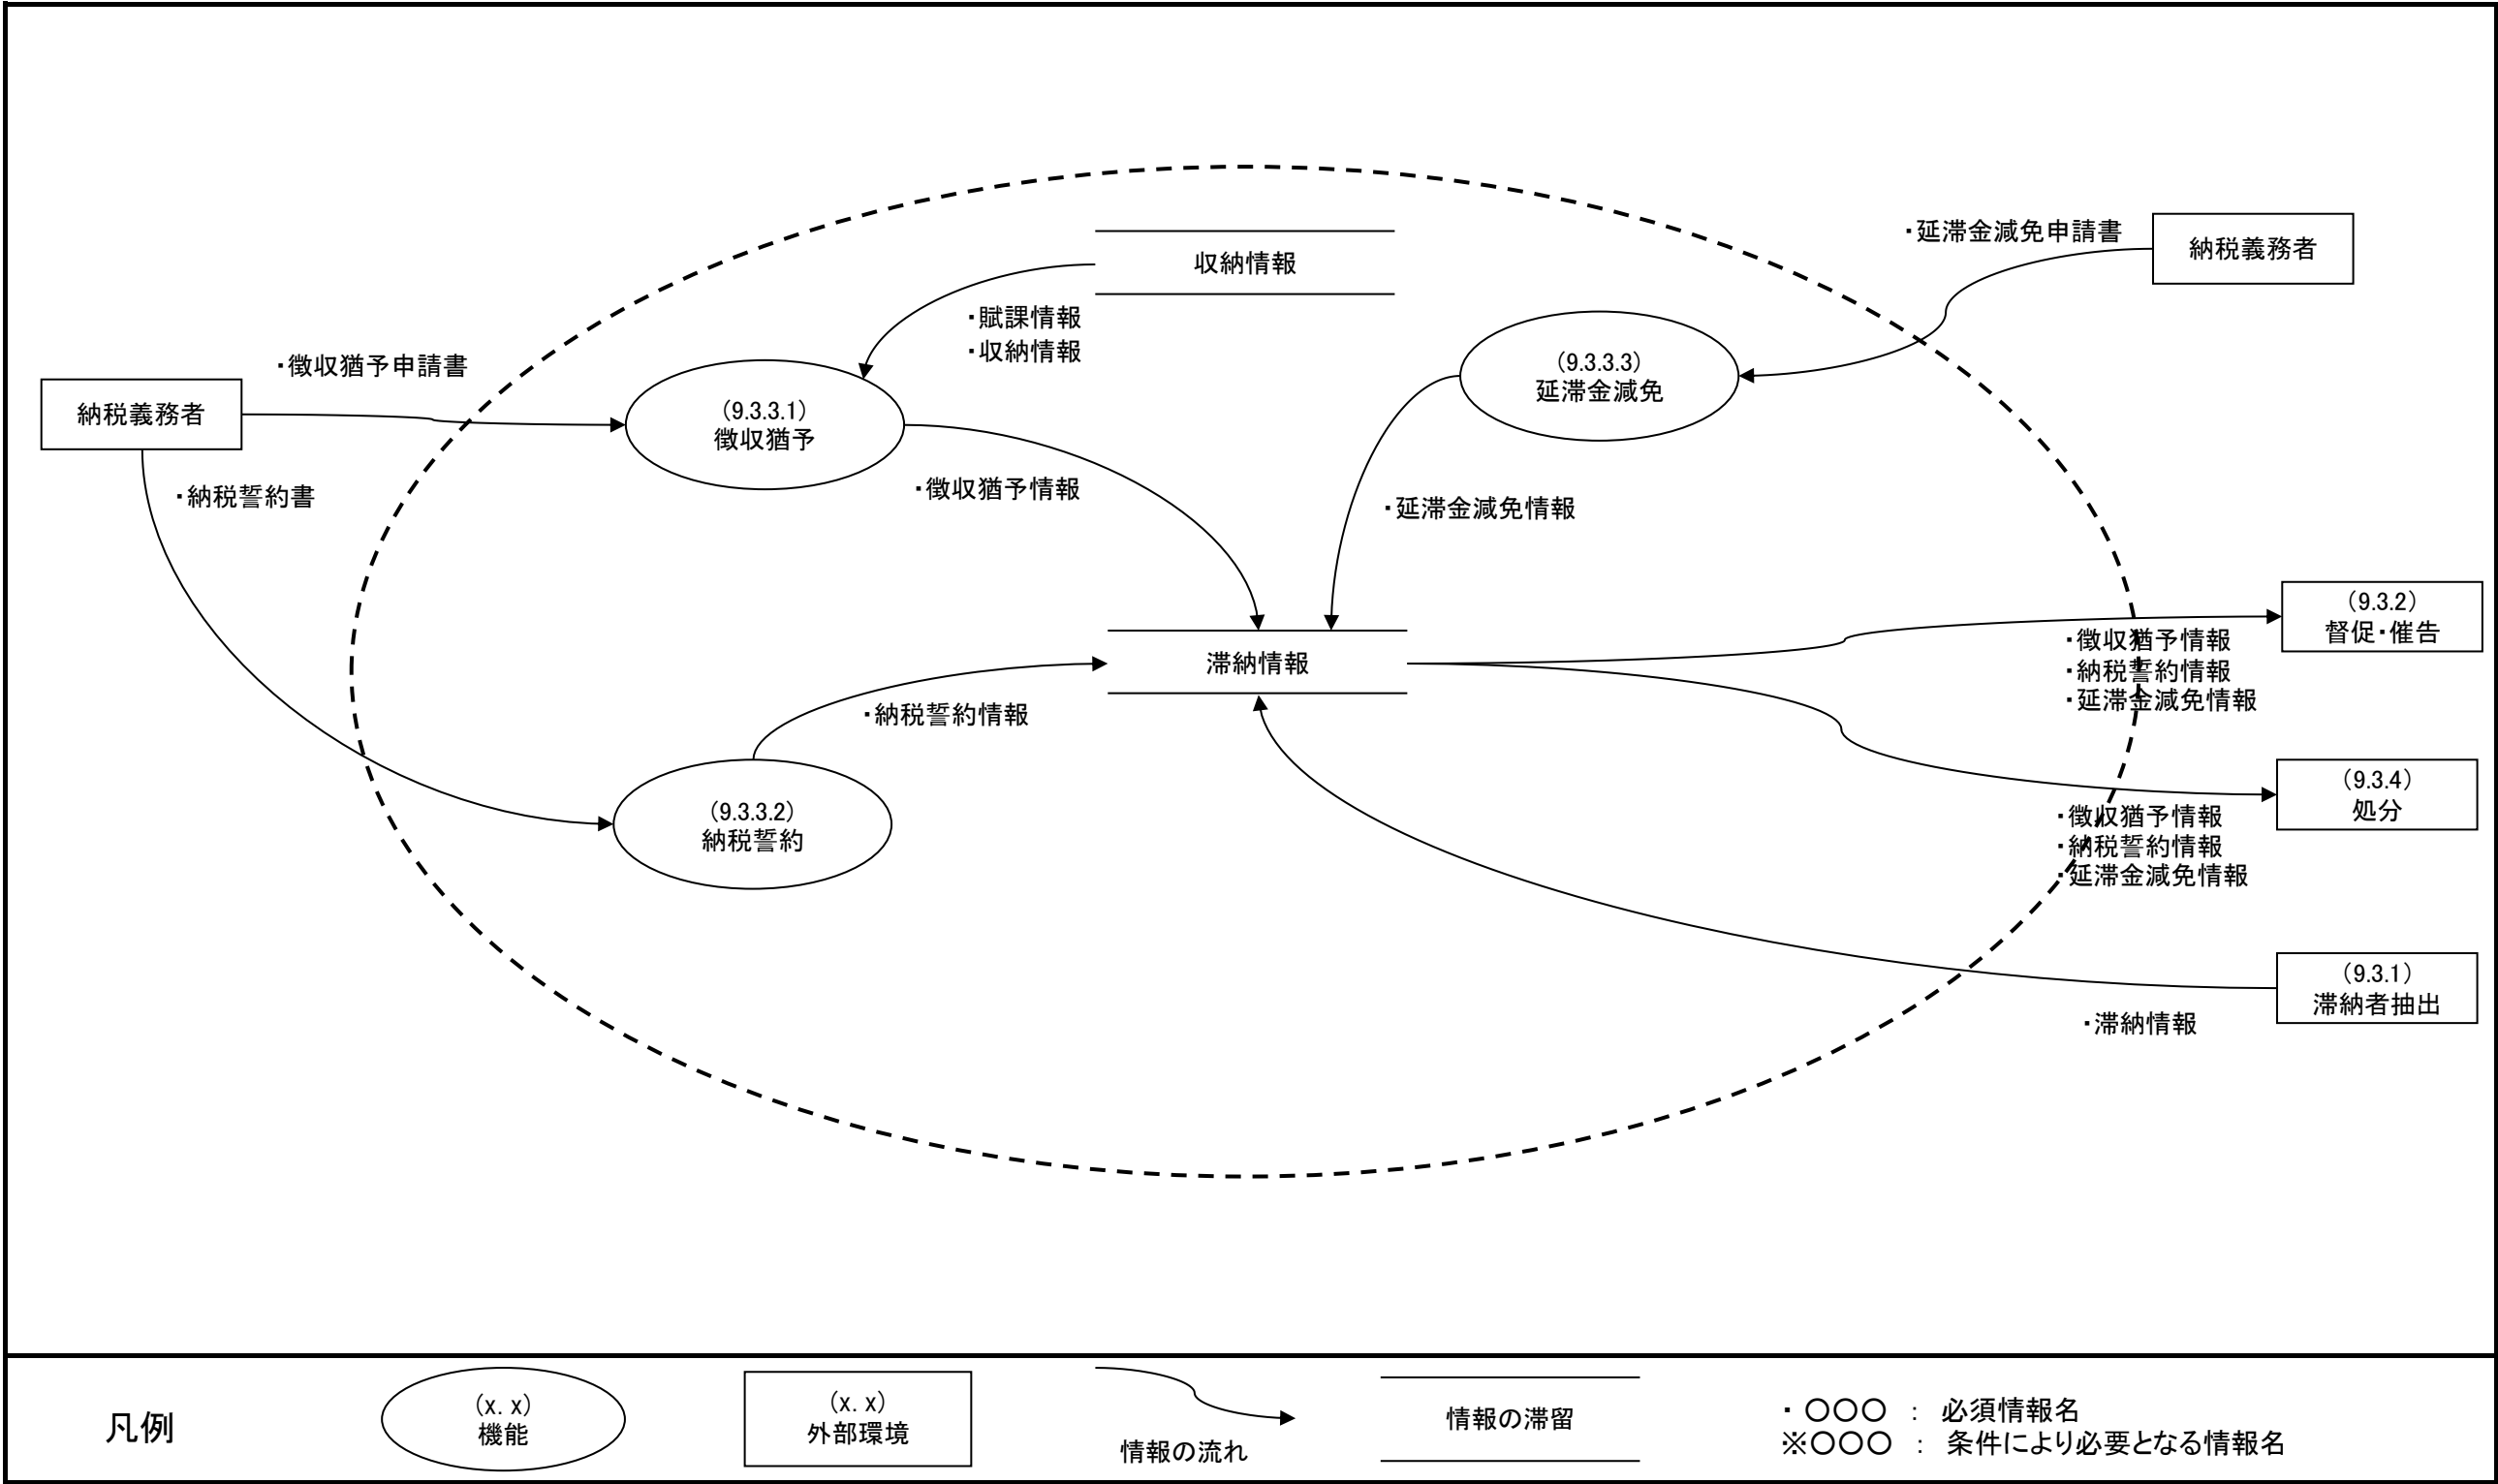 ・延滞金減免申請書
納税義務者
収納情報
・賦課情報
・収納情報
・徴収猶予申請書
納税義務者
(9.3.3.1)
徴収猶予
(9.3.3.3)
延滞金減免
・納税誓約書
・徴収猶予情報
・延滞金減免情報
(9.3.2)
督促・催告
滞納情報
・徴収猶予情報
・納税誓約情報
・延滞金減免情報
・納税誓約情報
(9.3.3.2)
納税誓約
(9.3.4)
処分
・徴収猶予情報
・納税誓約情報
・延滞金減免情報
(9.3.1)
滞納者抽出
・滞納情報
凡例
(x. x)
機能
(x. x)
外部環境
情報の流れ
情報の滞留
・ 〇〇〇 : 必須情報名
※〇〇〇 : 条件により必要となる情報名